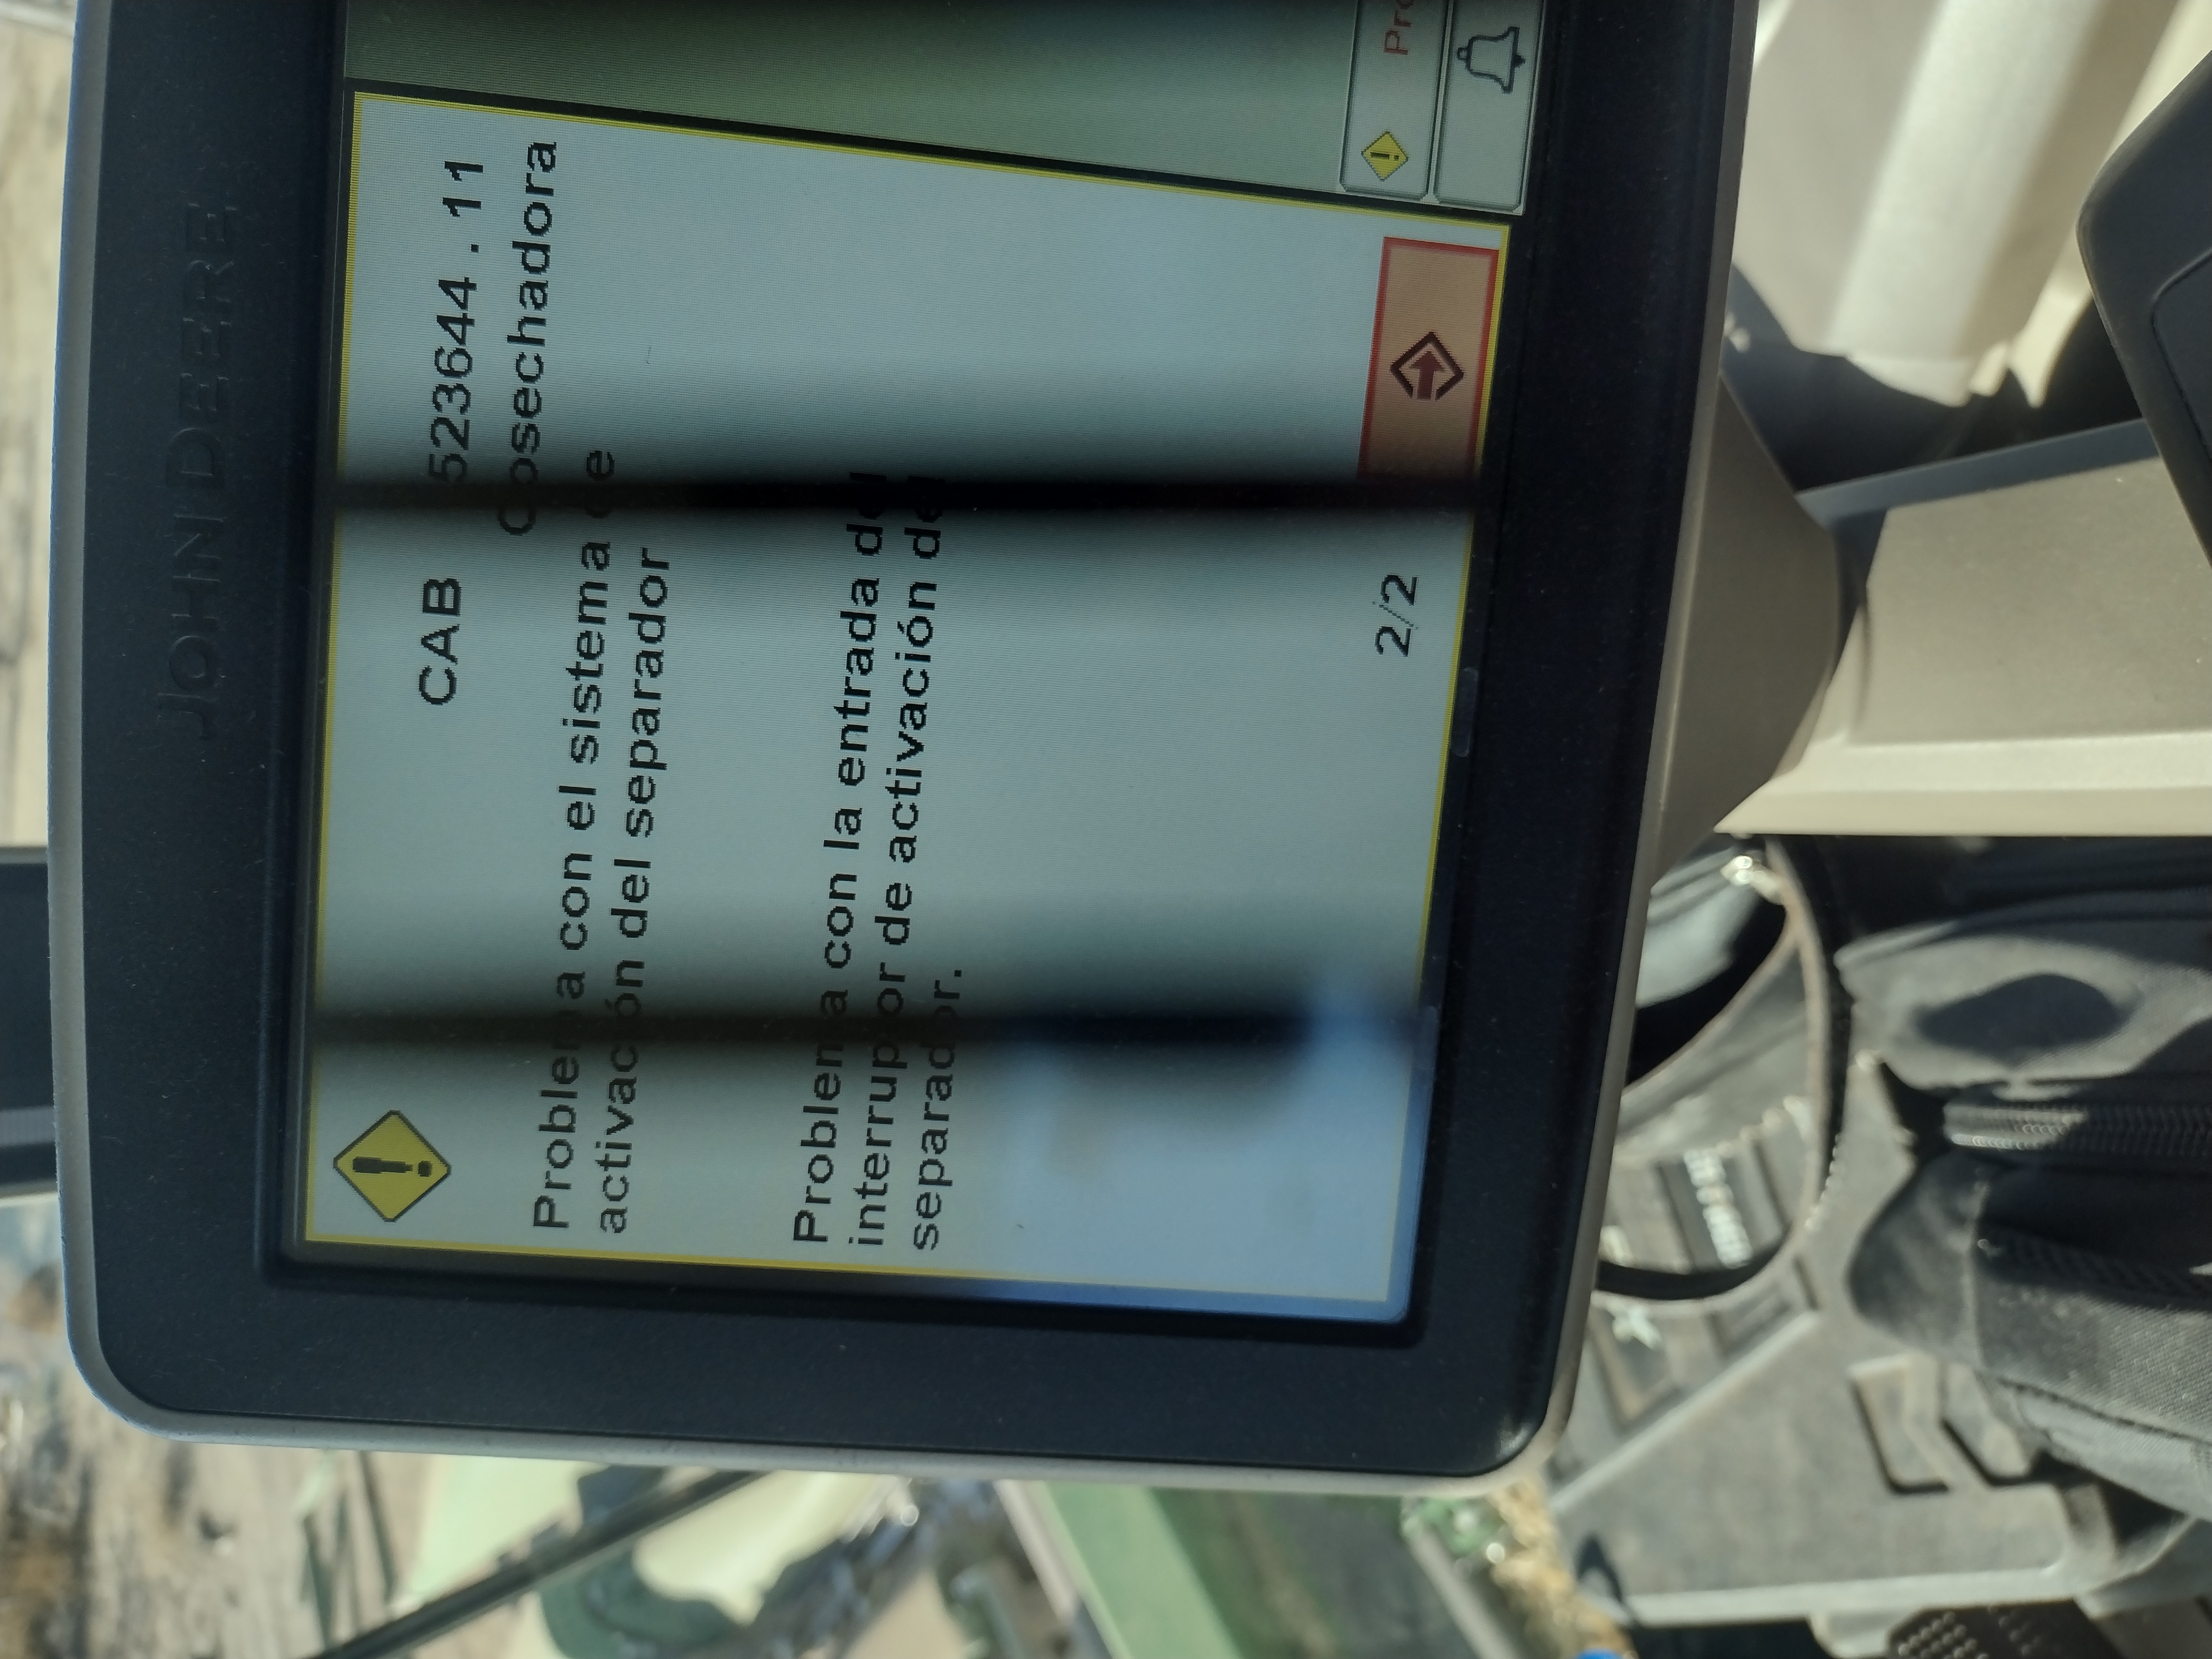 JOHN DEERE
CAB 523644 . 11
Cosechadora
Problema con el sistema de
activación del separador
Problema con la entrada del
interruptor de activación del
separador.
2/2